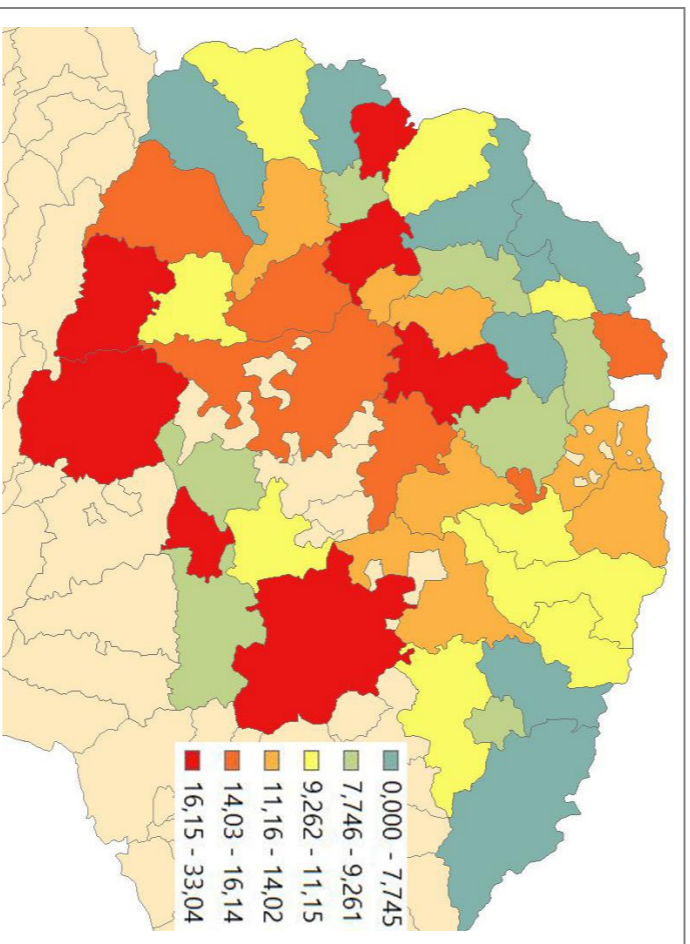 0,000 - 7,745
7,746 - 9,261
9,262 - 11,15
11,16 - 14,02
14,03 - 16,14
16,15 - 33,04